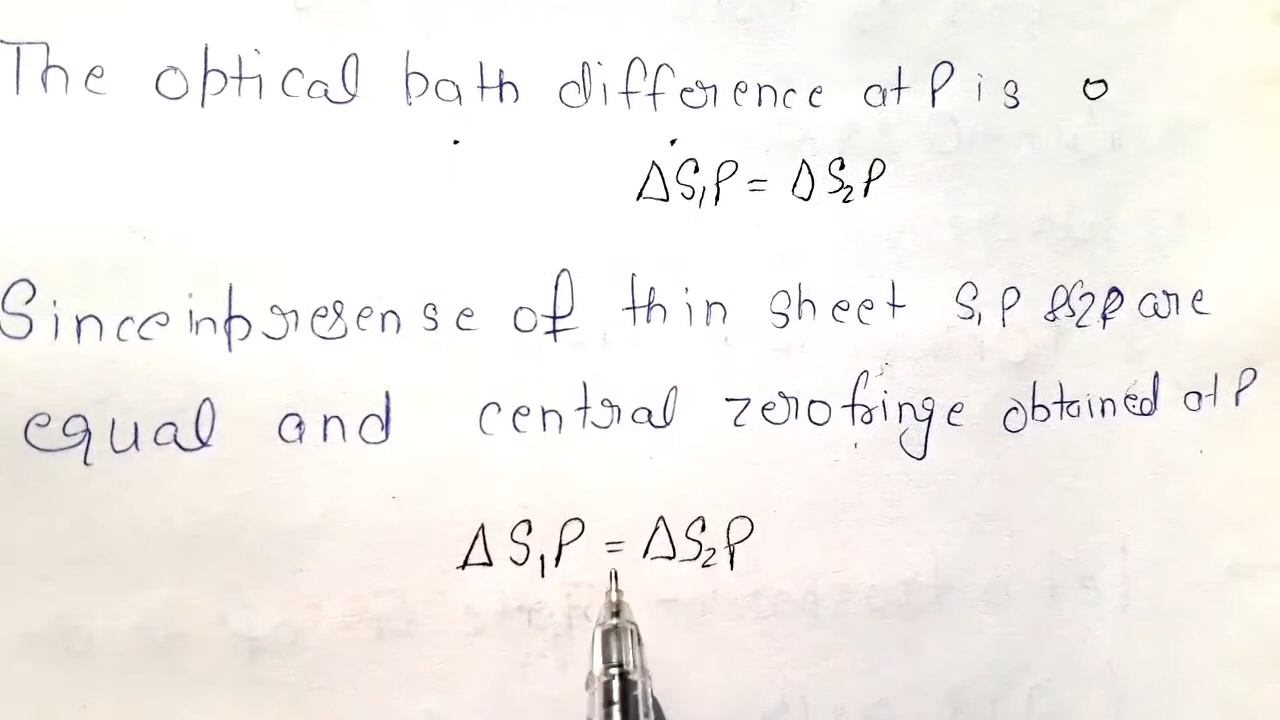 The optical path difference at P is 0
ΔS₁P = ΔS₂P
Since in presense of thin sheet S₁P & S₂P are
equal and central zero fringe obtained at P
ΔS₁P = ΔS₂P